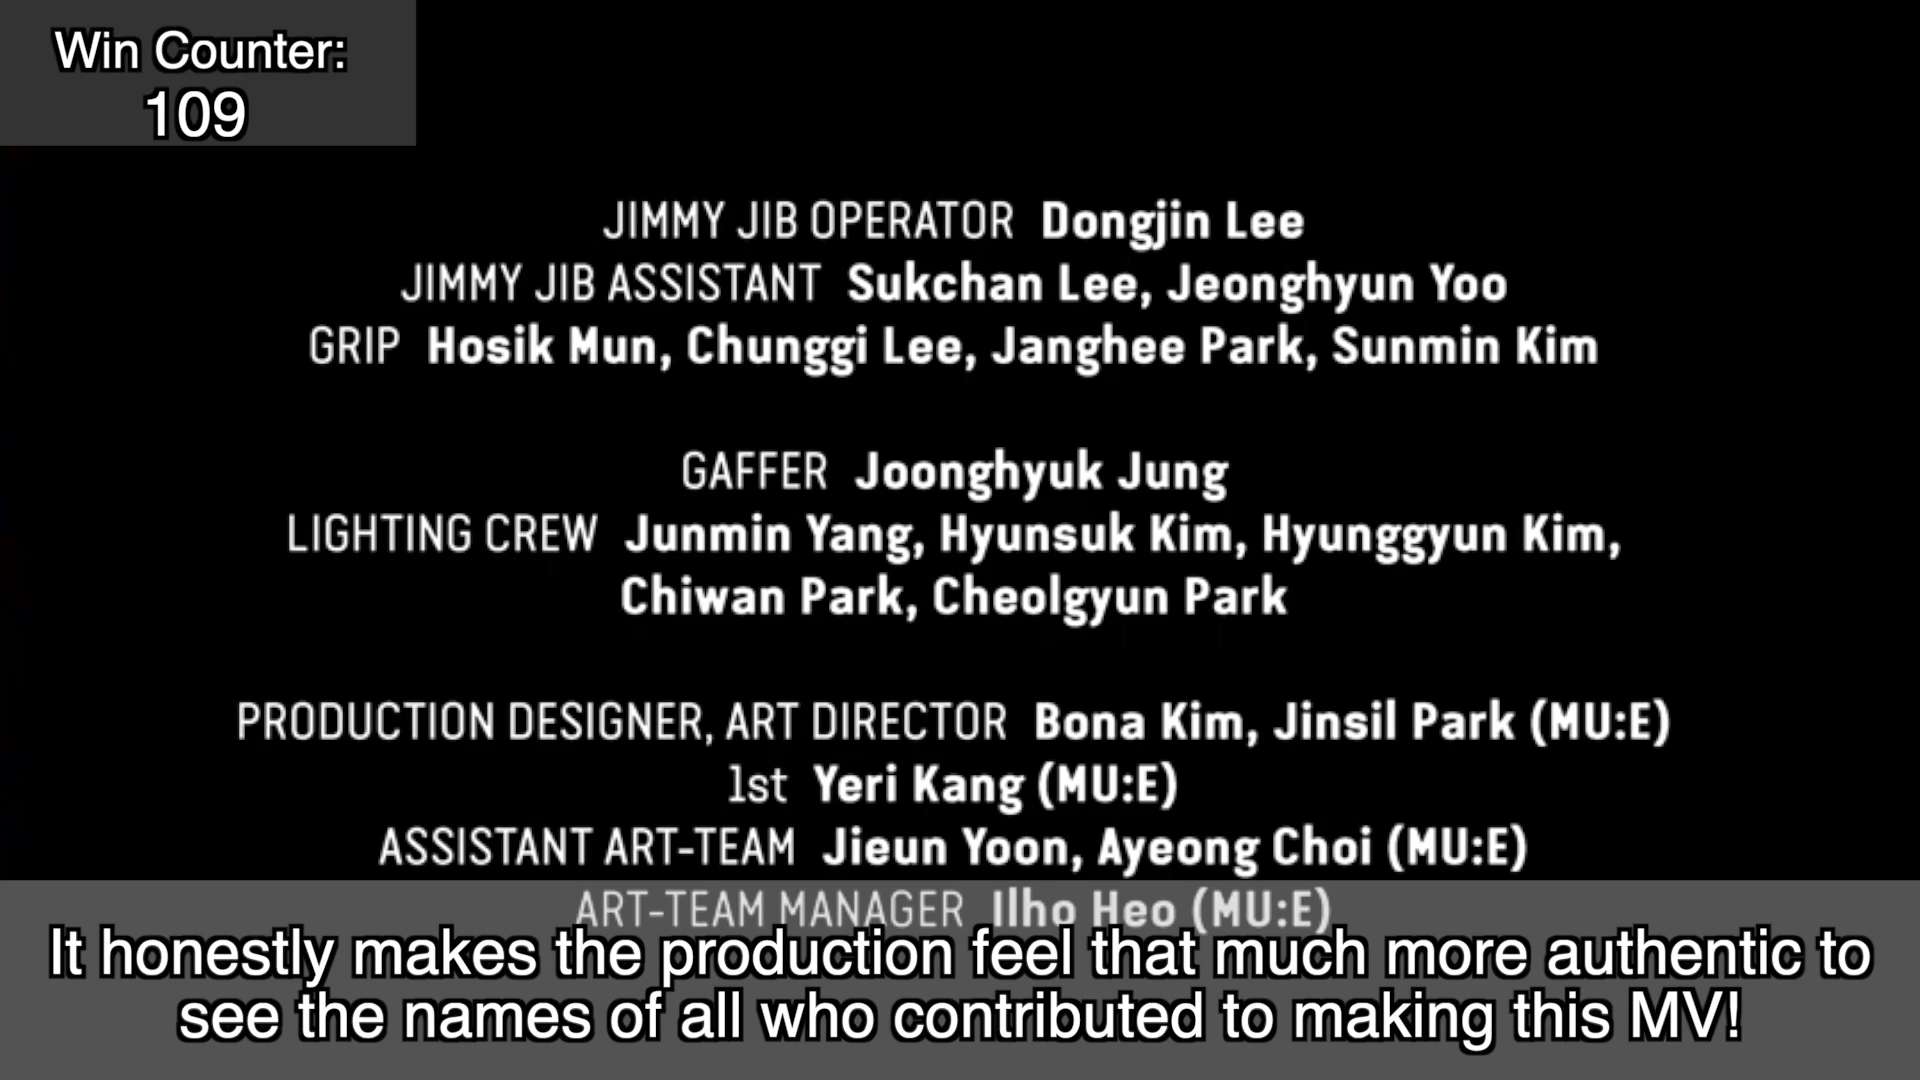 Win Counter:
109
JIMMY JIB OPERATOR Dongjin Lee
JIMMY JIB ASSISTANT Sukchan Lee, Jeonghyun Yoo
GRIP Hosik Mun, Chunggi Lee, Janghee Park, Sunmin Kim
GAFFER Joonghyuk Jung
LIGHTING CREW Junmin Yang, Hyunsuk Kim, Hyunggyun Kim,
Chiwan Park, Cheolgyun Park
PRODUCTION DESIGNER, ART DIRECTOR Bona Kim, Jinsil Park (MU:E)
1st Yeri Kang (MU:E)
ASSISTANT ART-TEAM Jieun Yoon, Ayeong Choi (MU:E)
ART-TEAM MANAGER Ilho Heo (MU:E)
It honestly makes the production feel that much more authentic to
see the names of all who contributed to making this MV!